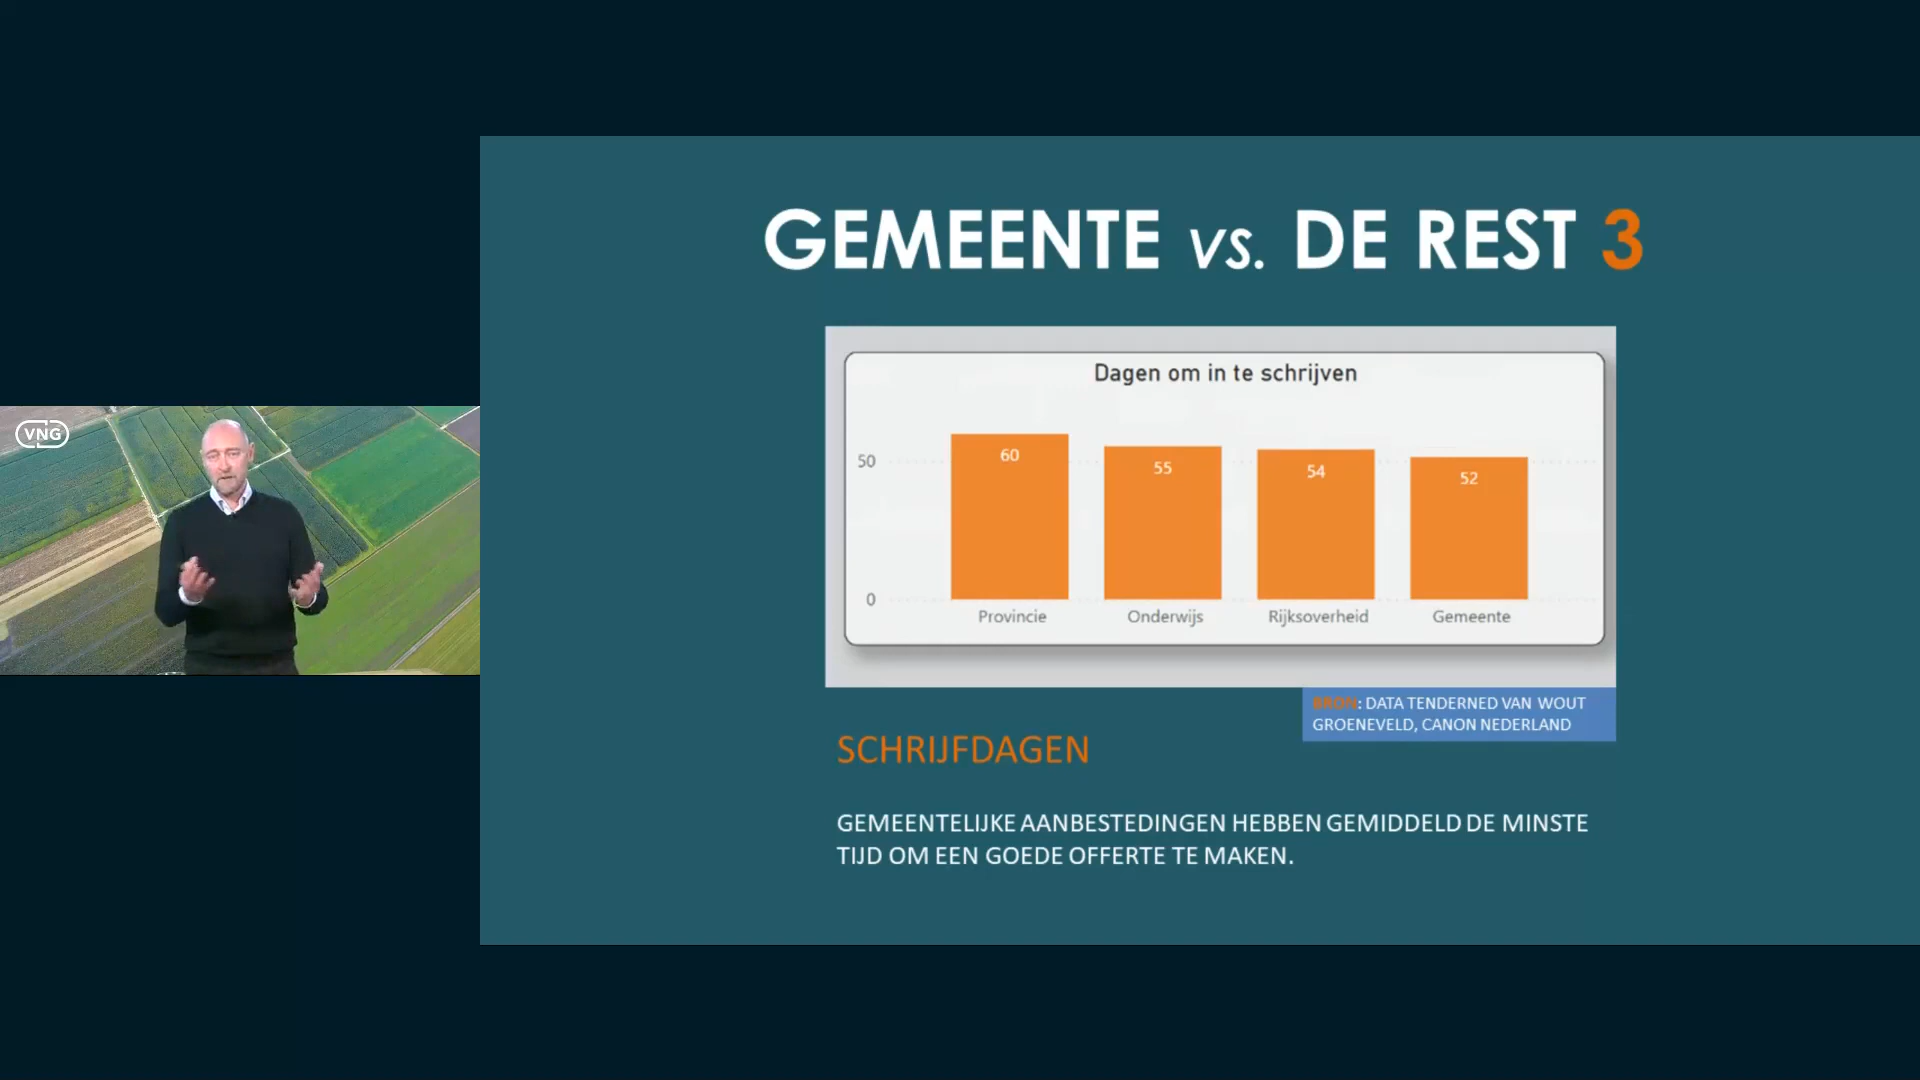 VNG
GEMEENTE vs. DE REST 3
Dagen om in te schrijven
50
0
60
55
54
52
Provincie
Onderwijs
Rijksoverheid
Gemeente
BRON: DATA TENDERNED VAN WOUT
GROENEVELD, CANON NEDERLAND
SCHRIJFDAGEN
GEMEENTELIJKE AANBESTEDINGEN HEBBEN GEMIDDELD DE MINSTE
TIJD OM EEN GOEDE OFFERTE TE MAKEN.